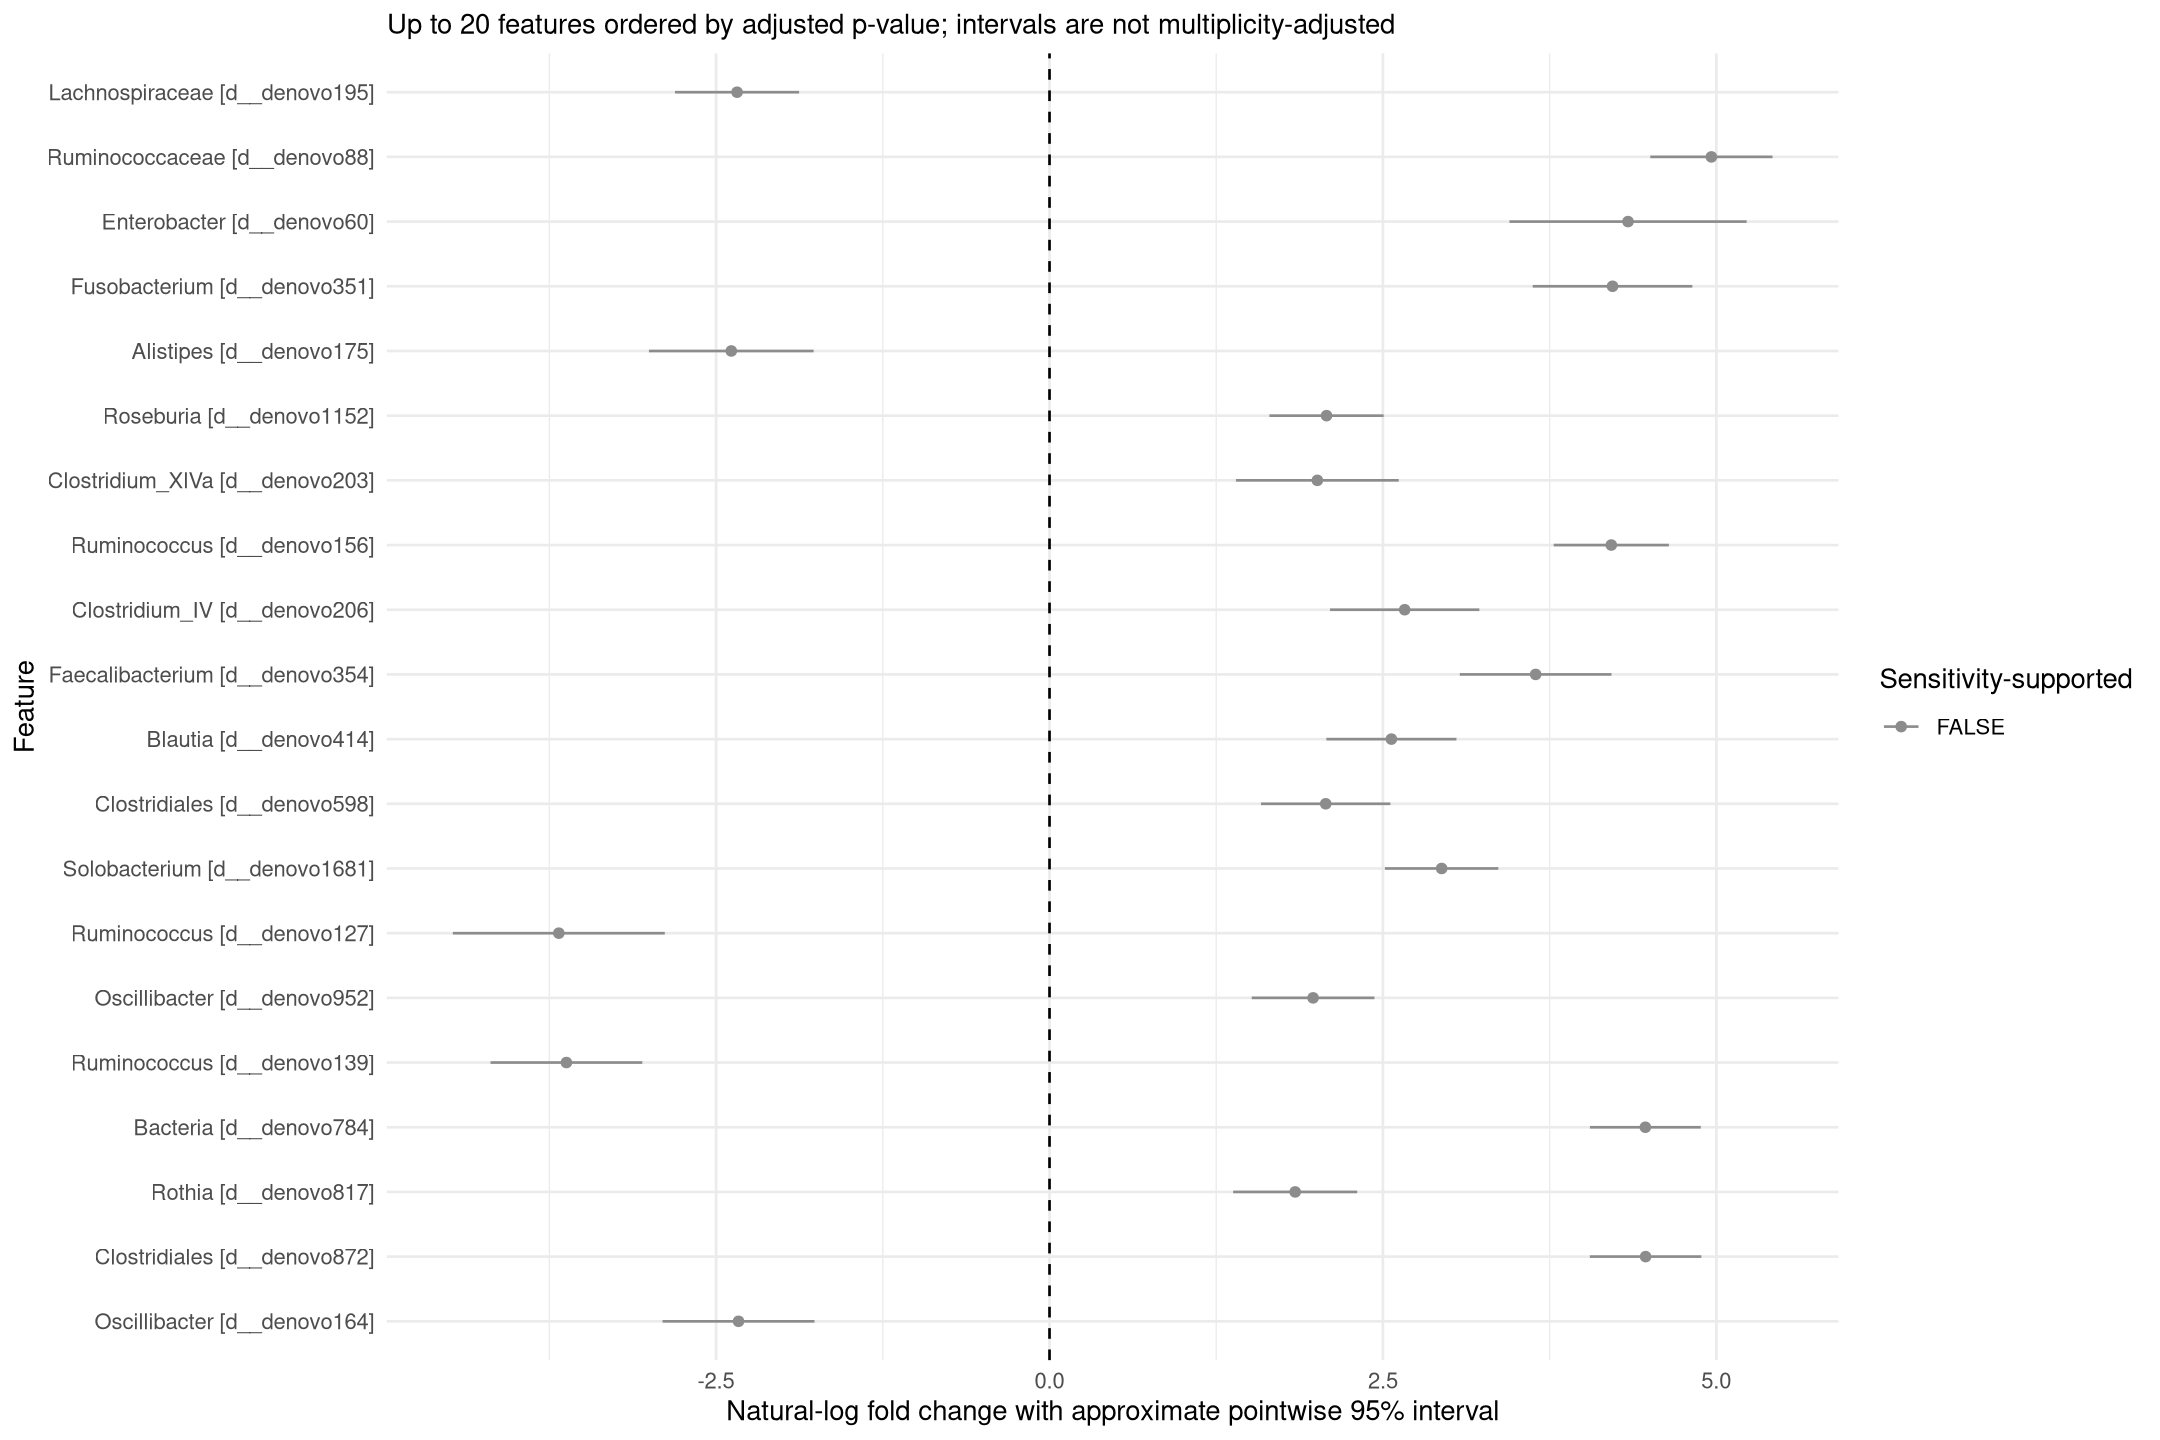 Up to 20 features ordered by adjusted p-value; intervals are not multiplicity-adjusted
Feature
Lachnospiraceae [d__denovo195]
Ruminococcaceae [d__denovo88]
Enterobacter [d__denovo60]
Fusobacterium [d__denovo351]
Alistipes [d__denovo175]
Roseburia [d__denovo1152]
Clostridium_XIVa [d__denovo203]
Ruminococcus [d__denovo156]
Clostridium_IV [d__denovo206]
Faecalibacterium [d__denovo354]
Blautia [d__denovo414]
Clostridiales [d__denovo598]
Solobacterium [d__denovo1681]
Ruminococcus [d__denovo127]
Oscillibacter [d__denovo952]
Ruminococcus [d__denovo139]
Bacteria [d__denovo784]
Rothia [d__denovo817]
Clostridiales [d__denovo872]
Oscillibacter [d__denovo164]
-2.5 0.0 2.5 5.0
Natural-log fold change with approximate pointwise 95% interval
Sensitivity-supported
FALSE